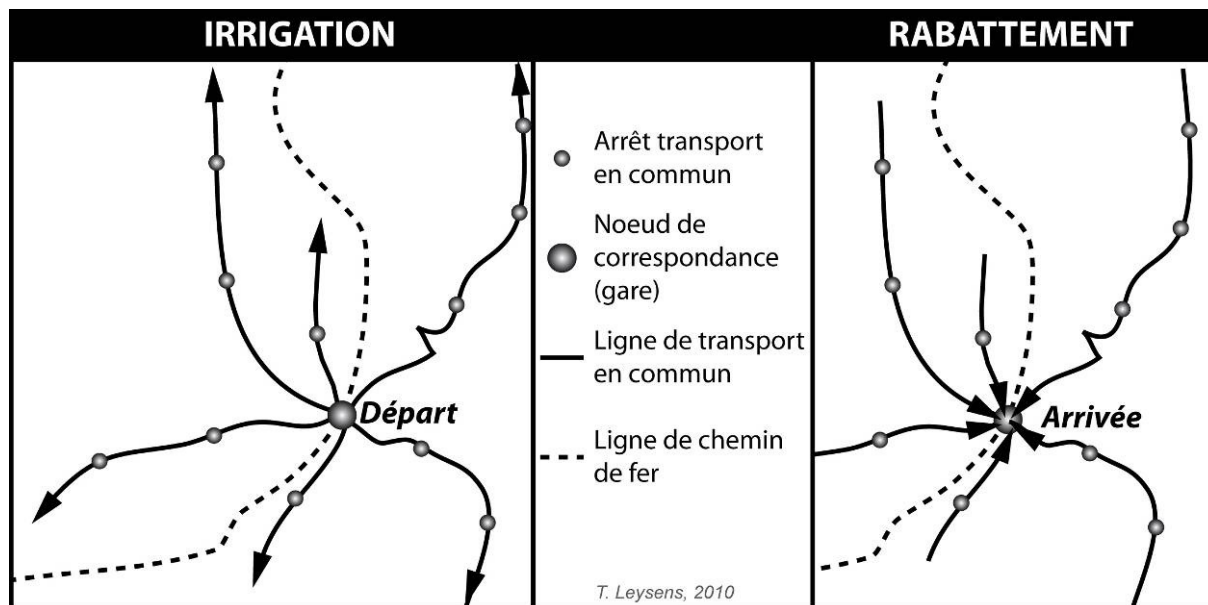 IRRIGATION
RABATTEMENT
Départ
Arrêt transport
en commun
Noeud de
correspondance
(gare)
Ligne de transport
en commun
Ligne de chemin
de fer
T. Leysens, 2010
Arrivée